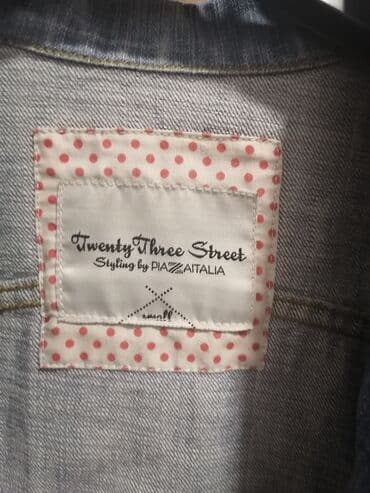 Twenty Three Street
Styling by PIAZZAITALIA
small